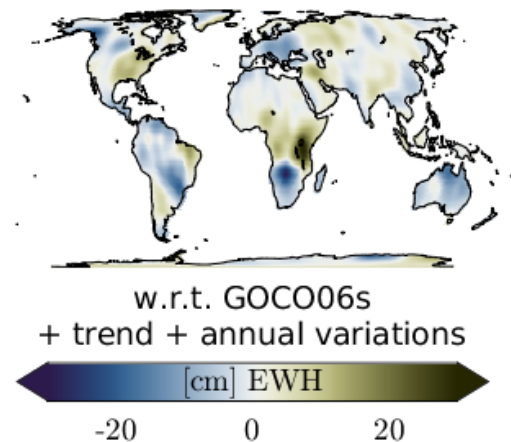 w.r.t. GOCO06s
+ trend + annual variations
[cm] EWH
-20 0 20